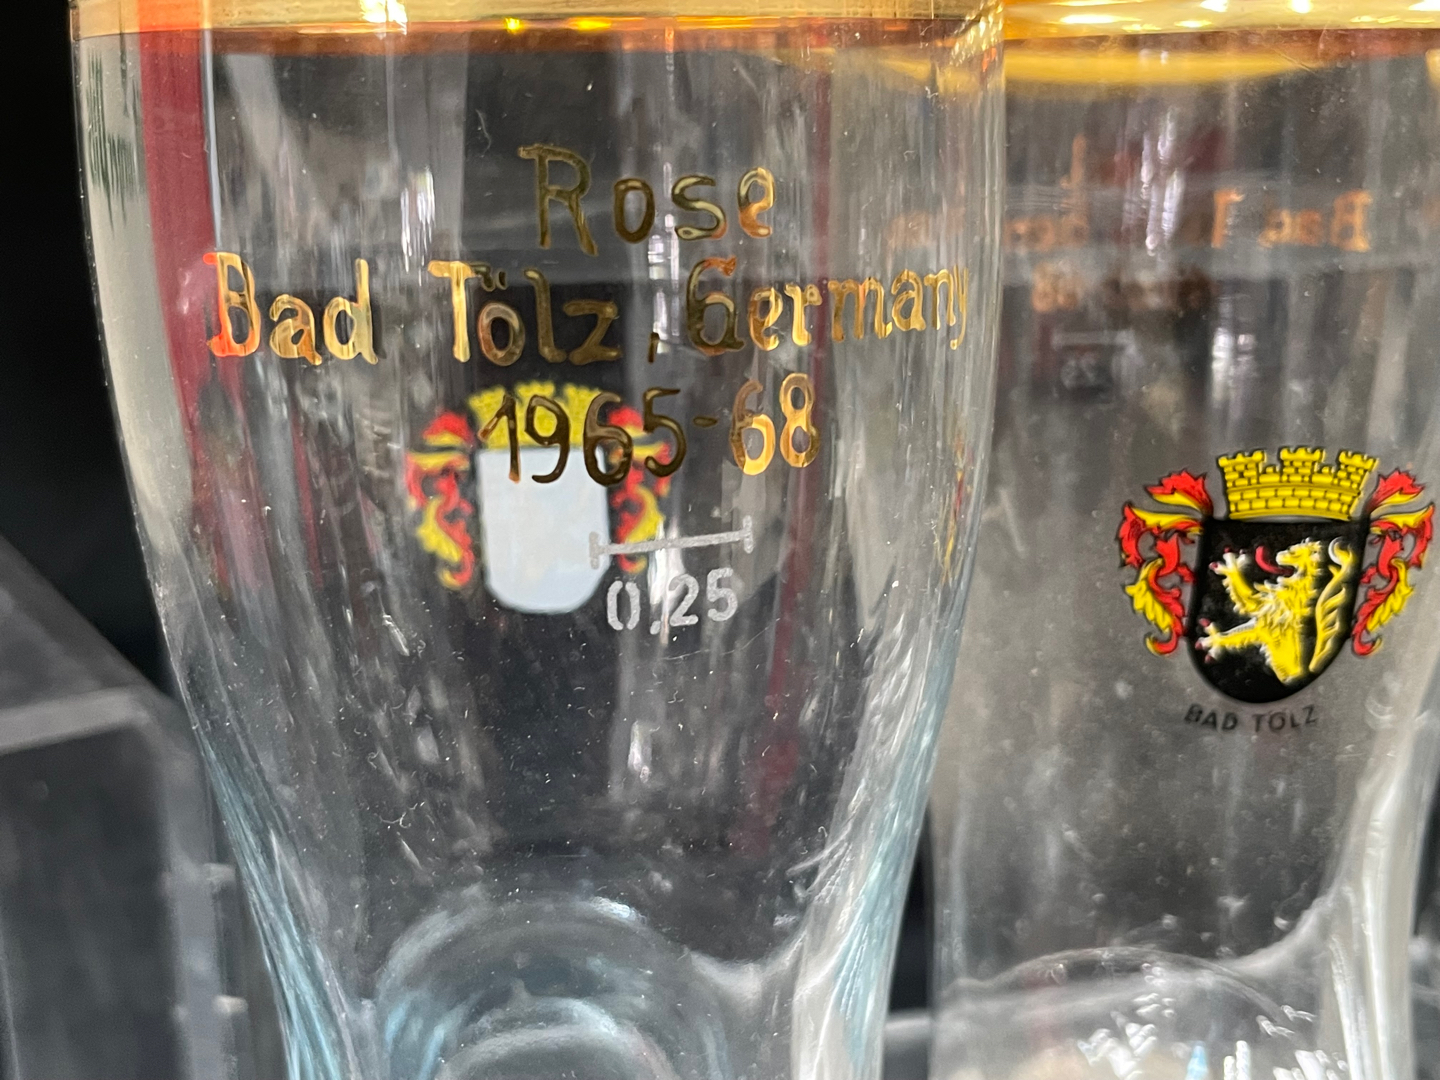 Rose
Bad Tölz, Germany
1965-68
0,25
BAD TÖLZ